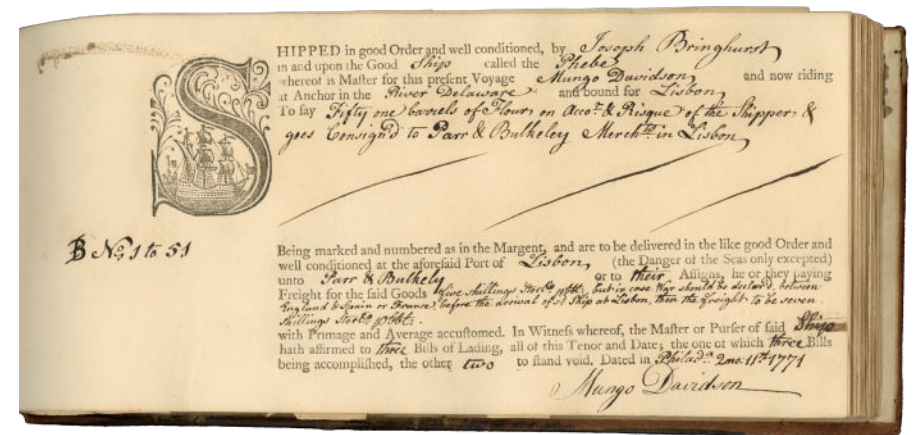 SHIPPED in good Order and well conditioned, by Joseph Bringhurst
in and upon the Good Ship called the Phebe
whereof is Master for this present Voyage Mungo Davidson and now riding
at Anchor in the River Delaware and bound for Lisbon
To say Fifty one barrels of Flour, on Acco.t & Risque of the Shipper, &
goes Consign'd to Parr & Bulkeley Merch.ts in Lisbon
B No. 1 to 51
Being marked and numbered as in the Margent, and are to be delivered in the like good Order and
well conditioned at the aforesaid Port of Lisbon, (the Danger of the Seas only excepted)
unto Parr & Bulkely or to their Assigns, he or they paying
Freight for the said Goods five shillings Sterlg pbbl. but in case War should be declared, between
England & Spain or France, before the arrival of sd Ship at Lisbon, then the freight to be seven
shillings Sterlg pbbl.
with Primage and Average accustomed. In Witness whereof, the Master or Purser of said Ship
hath affirmed to three Bills of Lading, all of this Tenor and Date; the one of which three Bills
being accomplished, the other two to stand void. Dated in Philada. 2mo. 11th 1771
Mungo Davidson